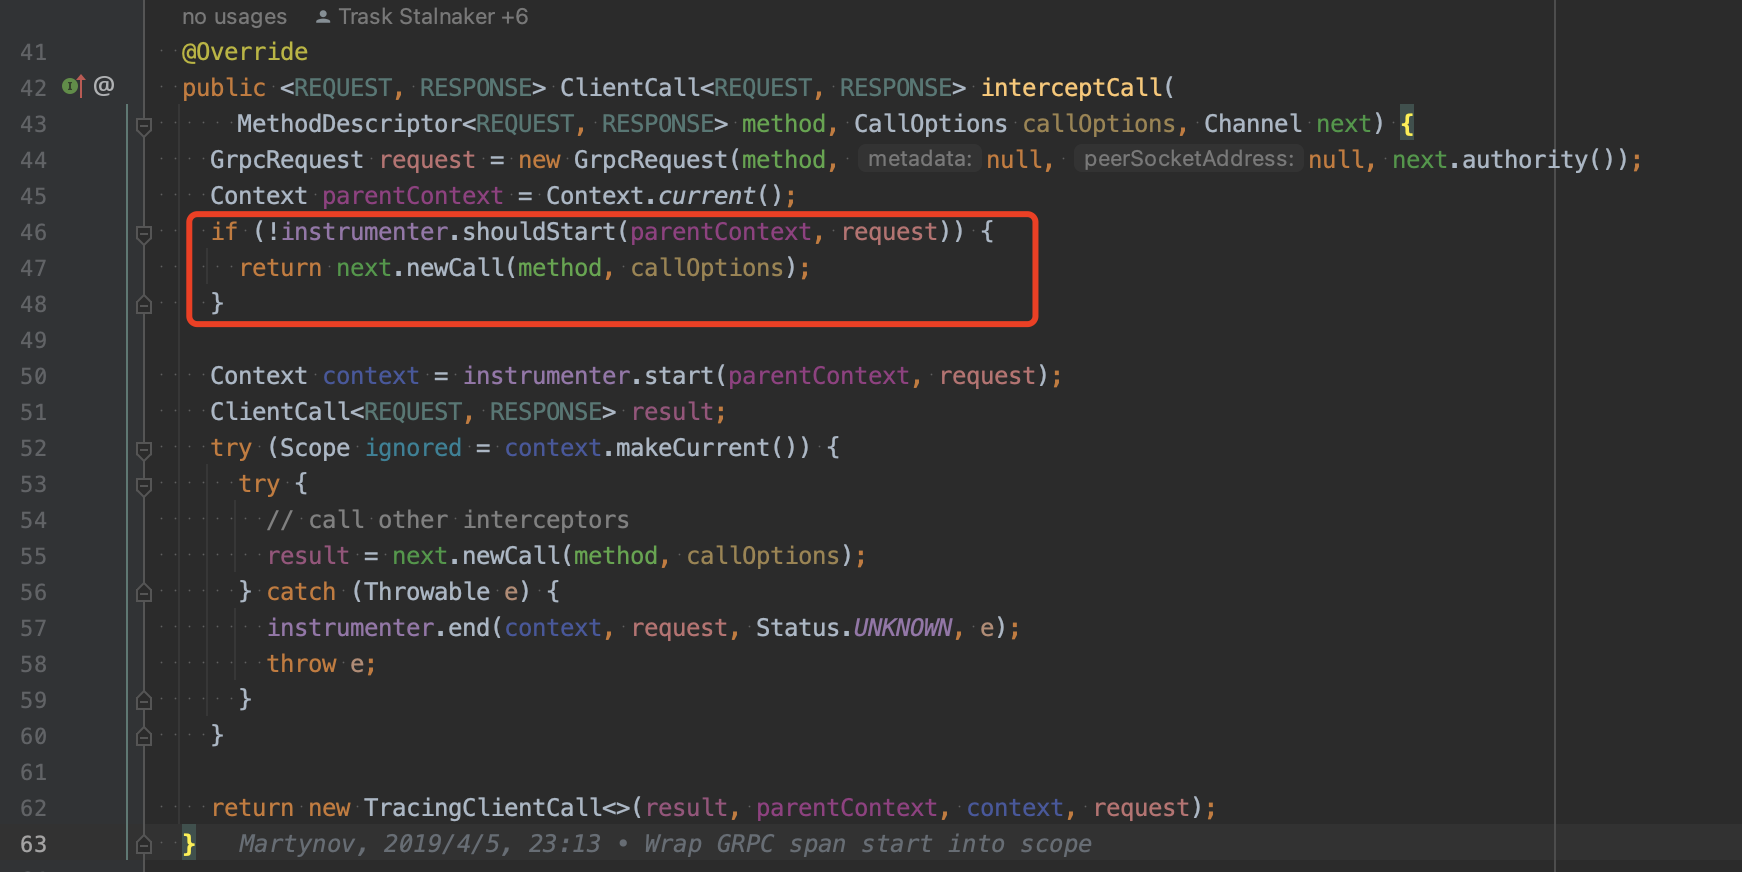 no usages Trask Stalnaker +6
41 @Override
42 @ public <REQUEST, RESPONSE> ClientCall<REQUEST, RESPONSE> interceptCall(
43 MethodDescriptor<REQUEST, RESPONSE> method, CallOptions callOptions, Channel next) {
44 GrpcRequest request = new GrpcRequest(method, metadata: null, peerSocketAddress: null, next.authority());
45 Context parentContext = Context.current();
46 if (!instrumenter.shouldStart(parentContext, request)) {
47 return next.newCall(method, callOptions);
48 }
49
50 Context context = instrumenter.start(parentContext, request);
51 ClientCall<REQUEST, RESPONSE> result;
52 try (Scope ignored = context.makeCurrent()) {
53 try {
54 // call other interceptors
55 result = next.newCall(method, callOptions);
56 } catch (Throwable e) {
57 instrumenter.end(context, request, Status.UNKNOWN, e);
58 throw e;
59 }
60 }
61
62 return new TracingClientCall<>(result, parentContext, context, request);
63 } Martynov, 2019/4/5, 23:13 • Wrap GRPC span start into scope